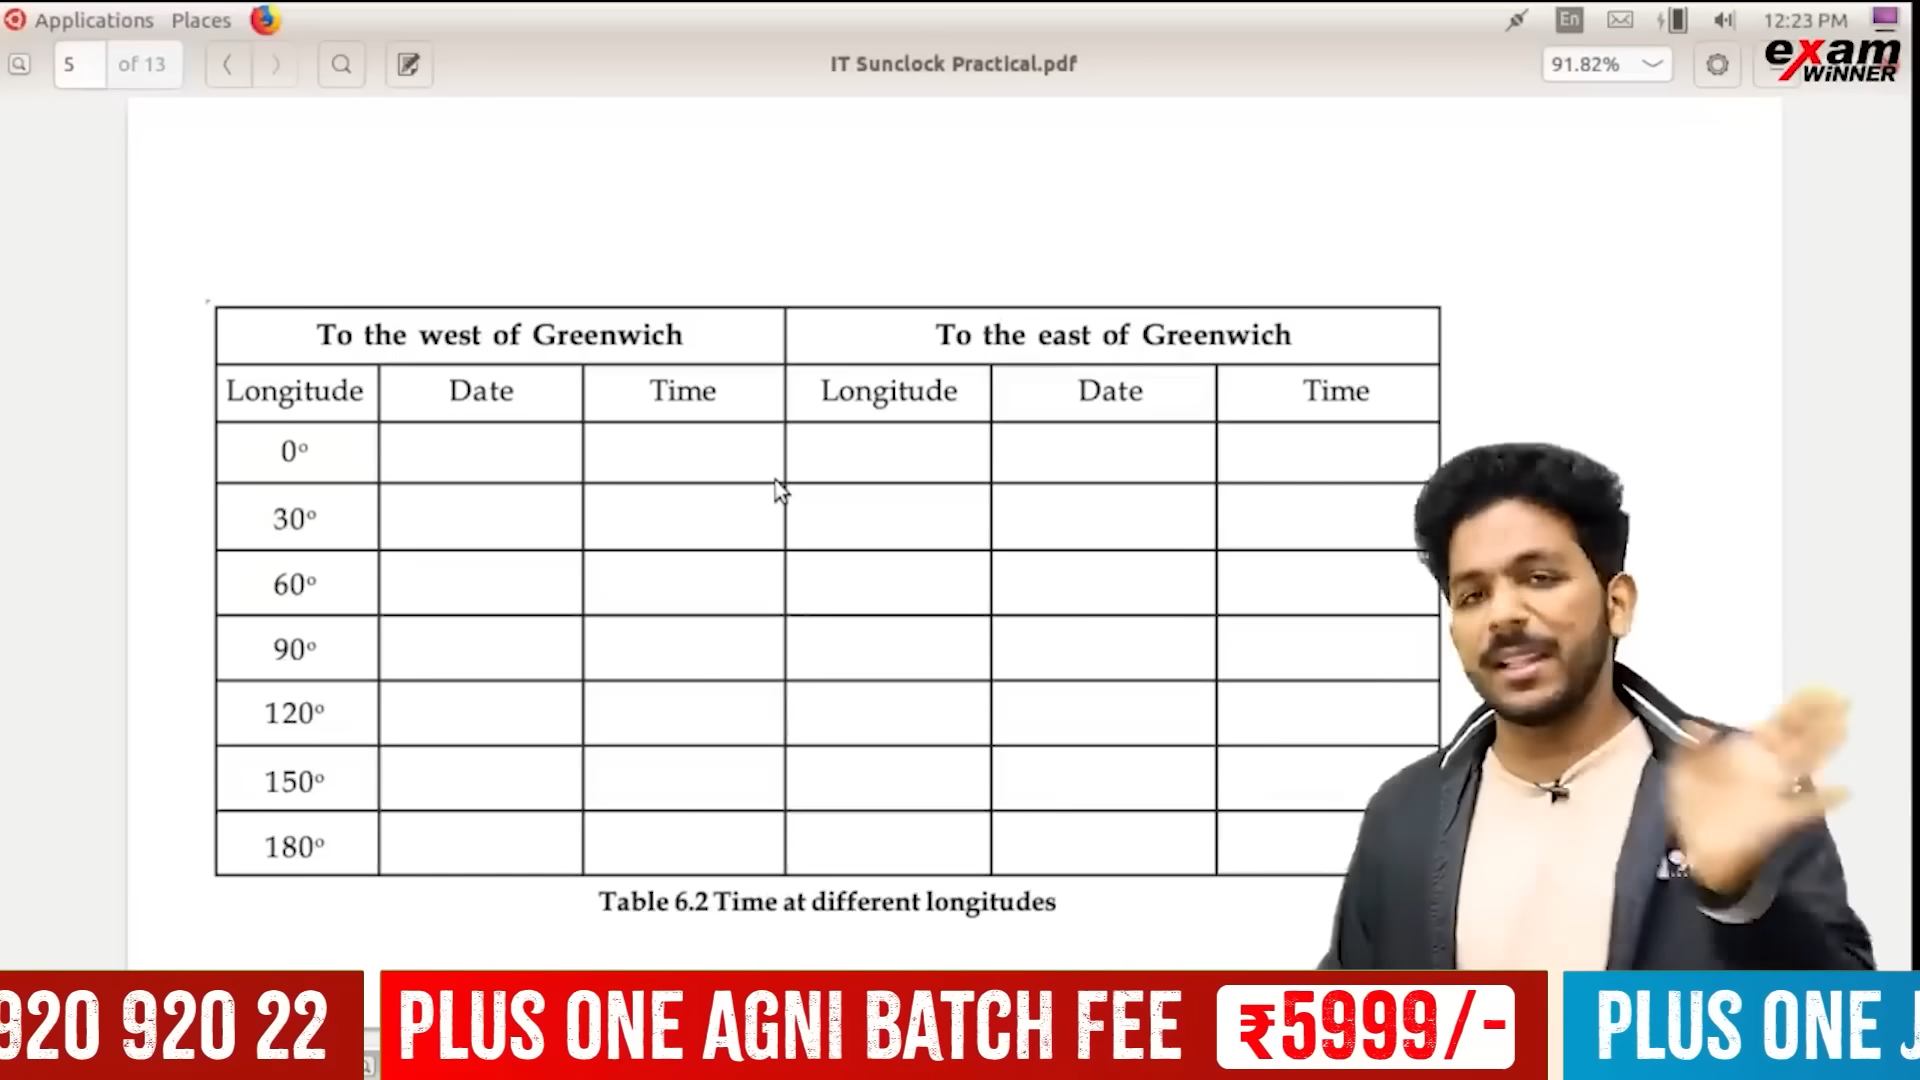 Applications Places En 12:23 PM
5 of 13 IT Sunclock Practical.pdf 91.82%
exam
WiNNER
To the west of Greenwich To the east of Greenwich
Longitude Date Time Longitude Date Time
0°
30°
60°
90°
120°
150°
180°
Table 6.2 Time at different longitudes
920 920 22 PLUS ONE AGNI BATCH FEE ₹5999/- PLUS ONE J